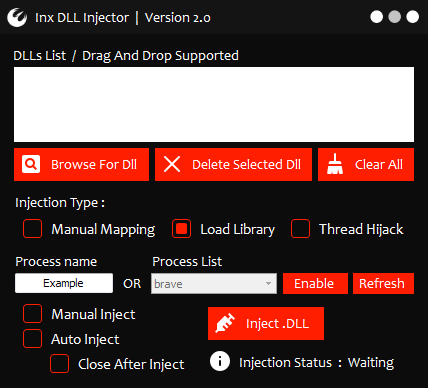 Inx DLL Injector | Version 2.0
DLLs List / Drag And Drop Supported
Browse For Dll
Delete Selected Dll
Clear All
Injection Type :
Manual Mapping
Load Library
Thread Hijack
Process name
Process List
Example
OR
brave
Enable
Refresh
Manual Inject
Auto Inject
Inject .DLL
Close After Inject
Injection Status : Waiting